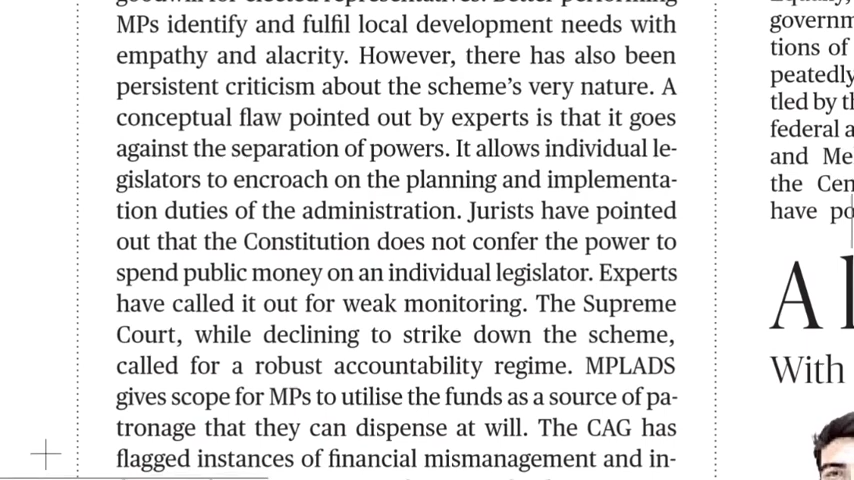 MPs identify and fulfil local development needs with
empathy and alacrity. However, there has also been
persistent criticism about the scheme's very nature. A
conceptual flaw pointed out by experts is that it goes
against the separation of powers. It allows individual le-
gislators to encroach on the planning and implementa-
tion duties of the administration. Jurists have pointed
out that the Constitution does not confer the power to
spend public money on an individual legislator. Experts
have called it out for weak monitoring. The Supreme
Court, while declining to strike down the scheme,
called for a robust accountability regime. MPLADS
gives scope for MPs to utilise the funds as a source of pa-
tronage that they can dispense at will. The CAG has
flagged instances of financial mismanagement and in-
tions of
peatedly
tled by
federal
and
the
have
A
With